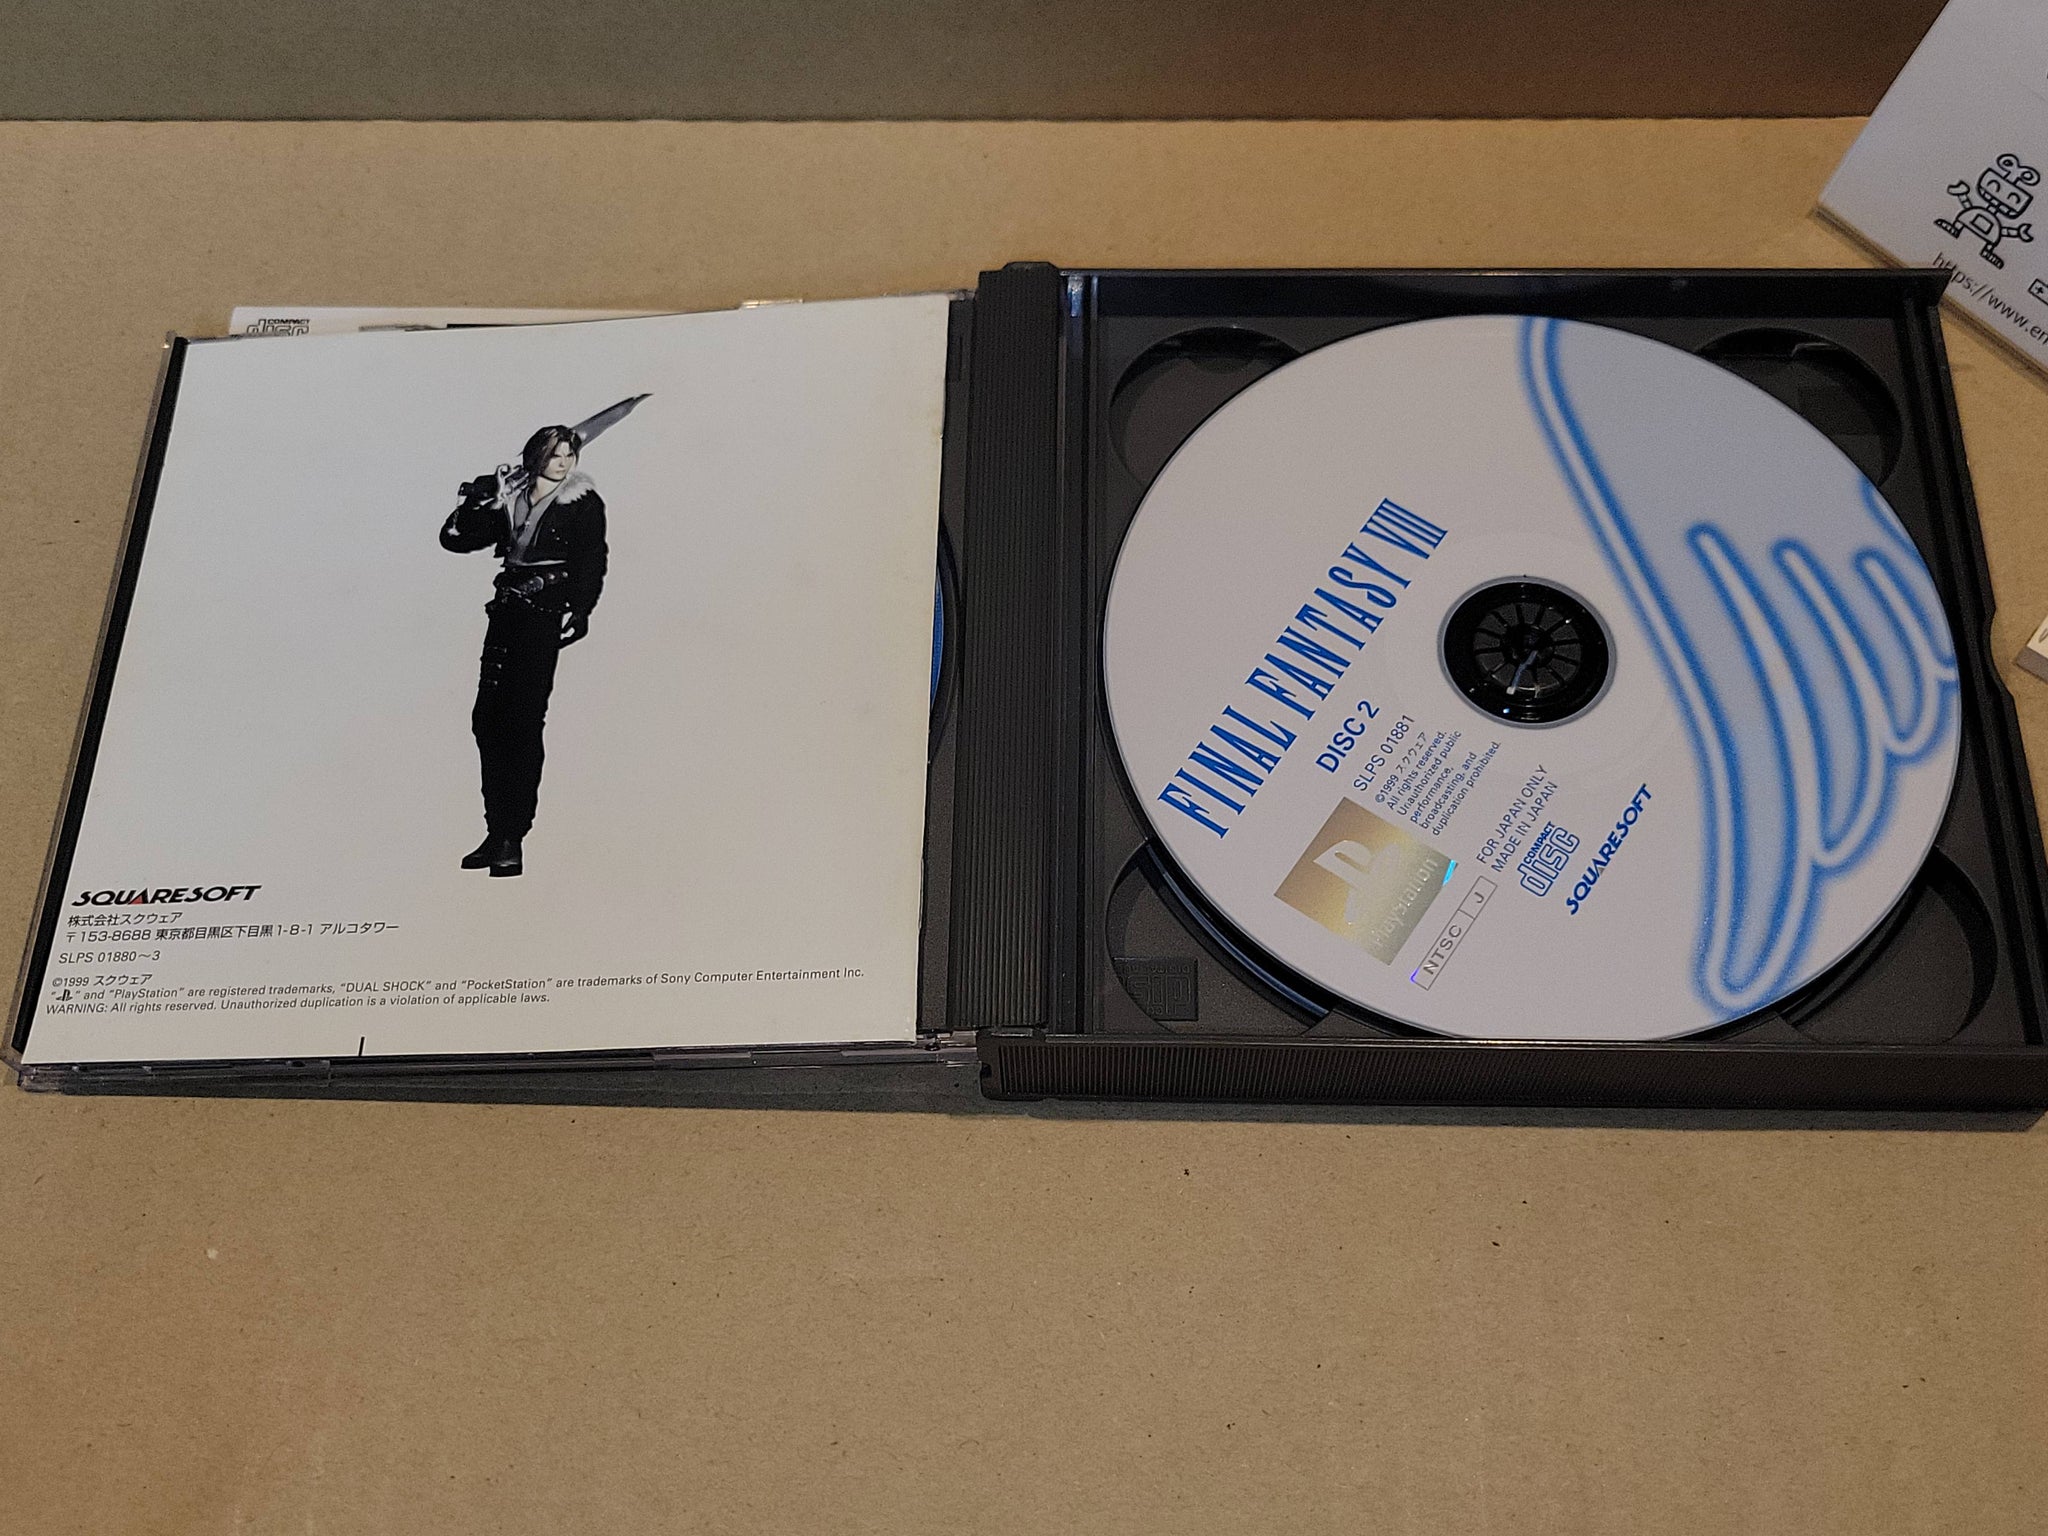 COMPACT
disc
SQUARESOFT
株式会社スクウェア
〒153-8688 東京都目黒区下目黒1-8-1 アルコタワー
SLPS 01880～3
©1999 スクウェア
" " and "PlayStation" are registered trademarks, "DUAL SHOCK" and "PocketStation" are trademarks of Sony Computer Entertainment Inc.
WARNING: All rights reserved. Unauthorized duplication is a violation of applicable laws.
FINAL FANTASY VIII
DISC 2
SLPS 01881
©1999 スクウェア
All rights reserved.
Unauthorized public
performance,
broadcasting, and
duplication prohibited.
PlayStation
NTSC J
FOR JAPAN ONLY
MADE IN JAPAN
COMPACT
disc
SQUARESOFT
https://www.en